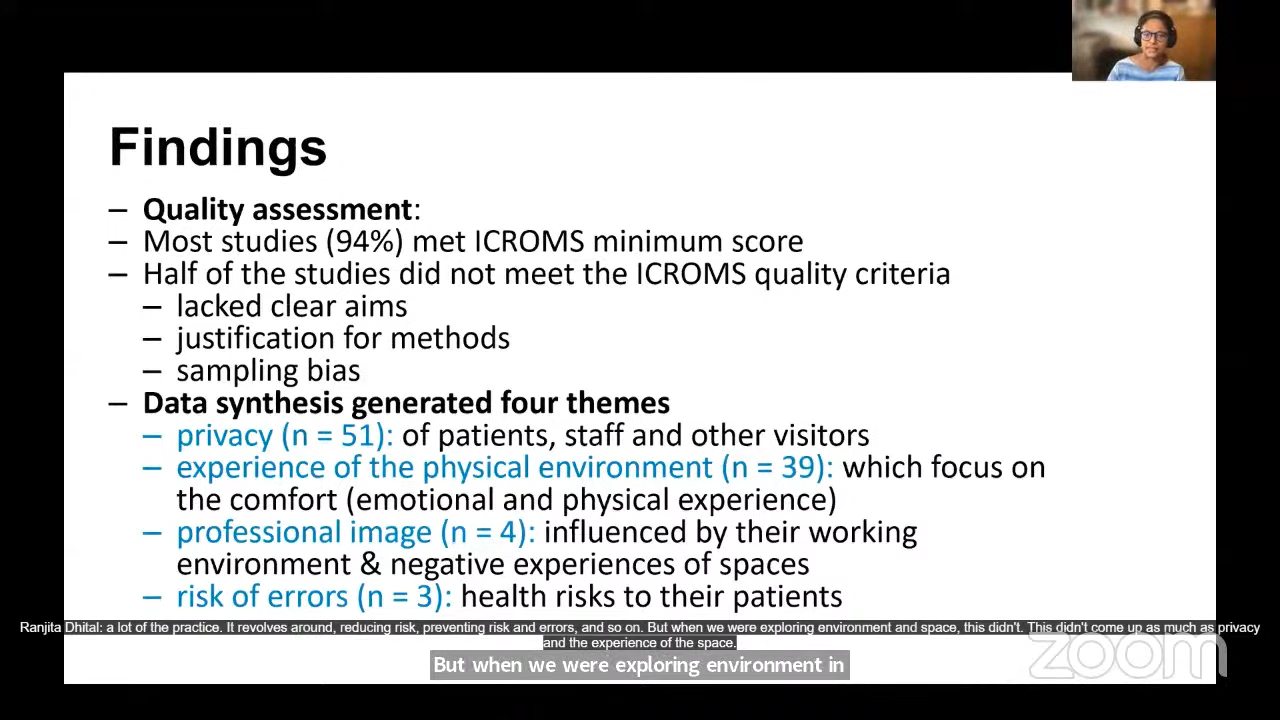 Findings
– Quality assessment:
– Most studies (94%) met ICROMS minimum score
– Half of the studies did not meet the ICROMS quality criteria
– lacked clear aims
– justification for methods
– sampling bias
– Data synthesis generated four themes
– privacy (n = 51): of patients, staff and other visitors
– experience of the physical environment (n = 39): which focus on
the comfort (emotional and physical experience)
– professional image (n = 4): influenced by their working
environment & negative experiences of spaces
– risk of errors (n = 3): health risks to their patients
Ranjita Dhital: a lot of the practice. It revolves around, reducing risk, preventing risk and errors, and so on. But when we were exploring environment and space, this didn't. This didn't come up as much as privacy
and the experience of the space.
But when we were exploring environment in
zoom